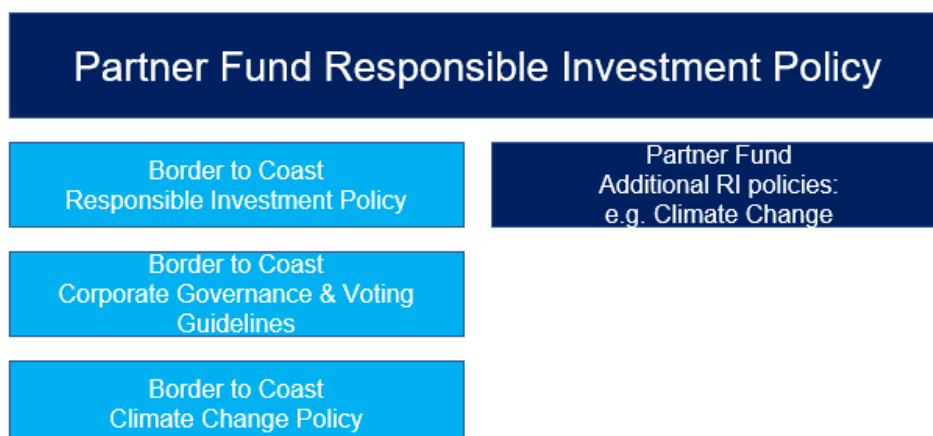 Partner Fund Responsible Investment Policy
Border to Coast
Responsible Investment Policy
Partner Fund
Additional RI policies:
e.g. Climate Change
Border to Coast
Corporate Governance & Voting
Guidelines
Border to Coast
Climate Change Policy